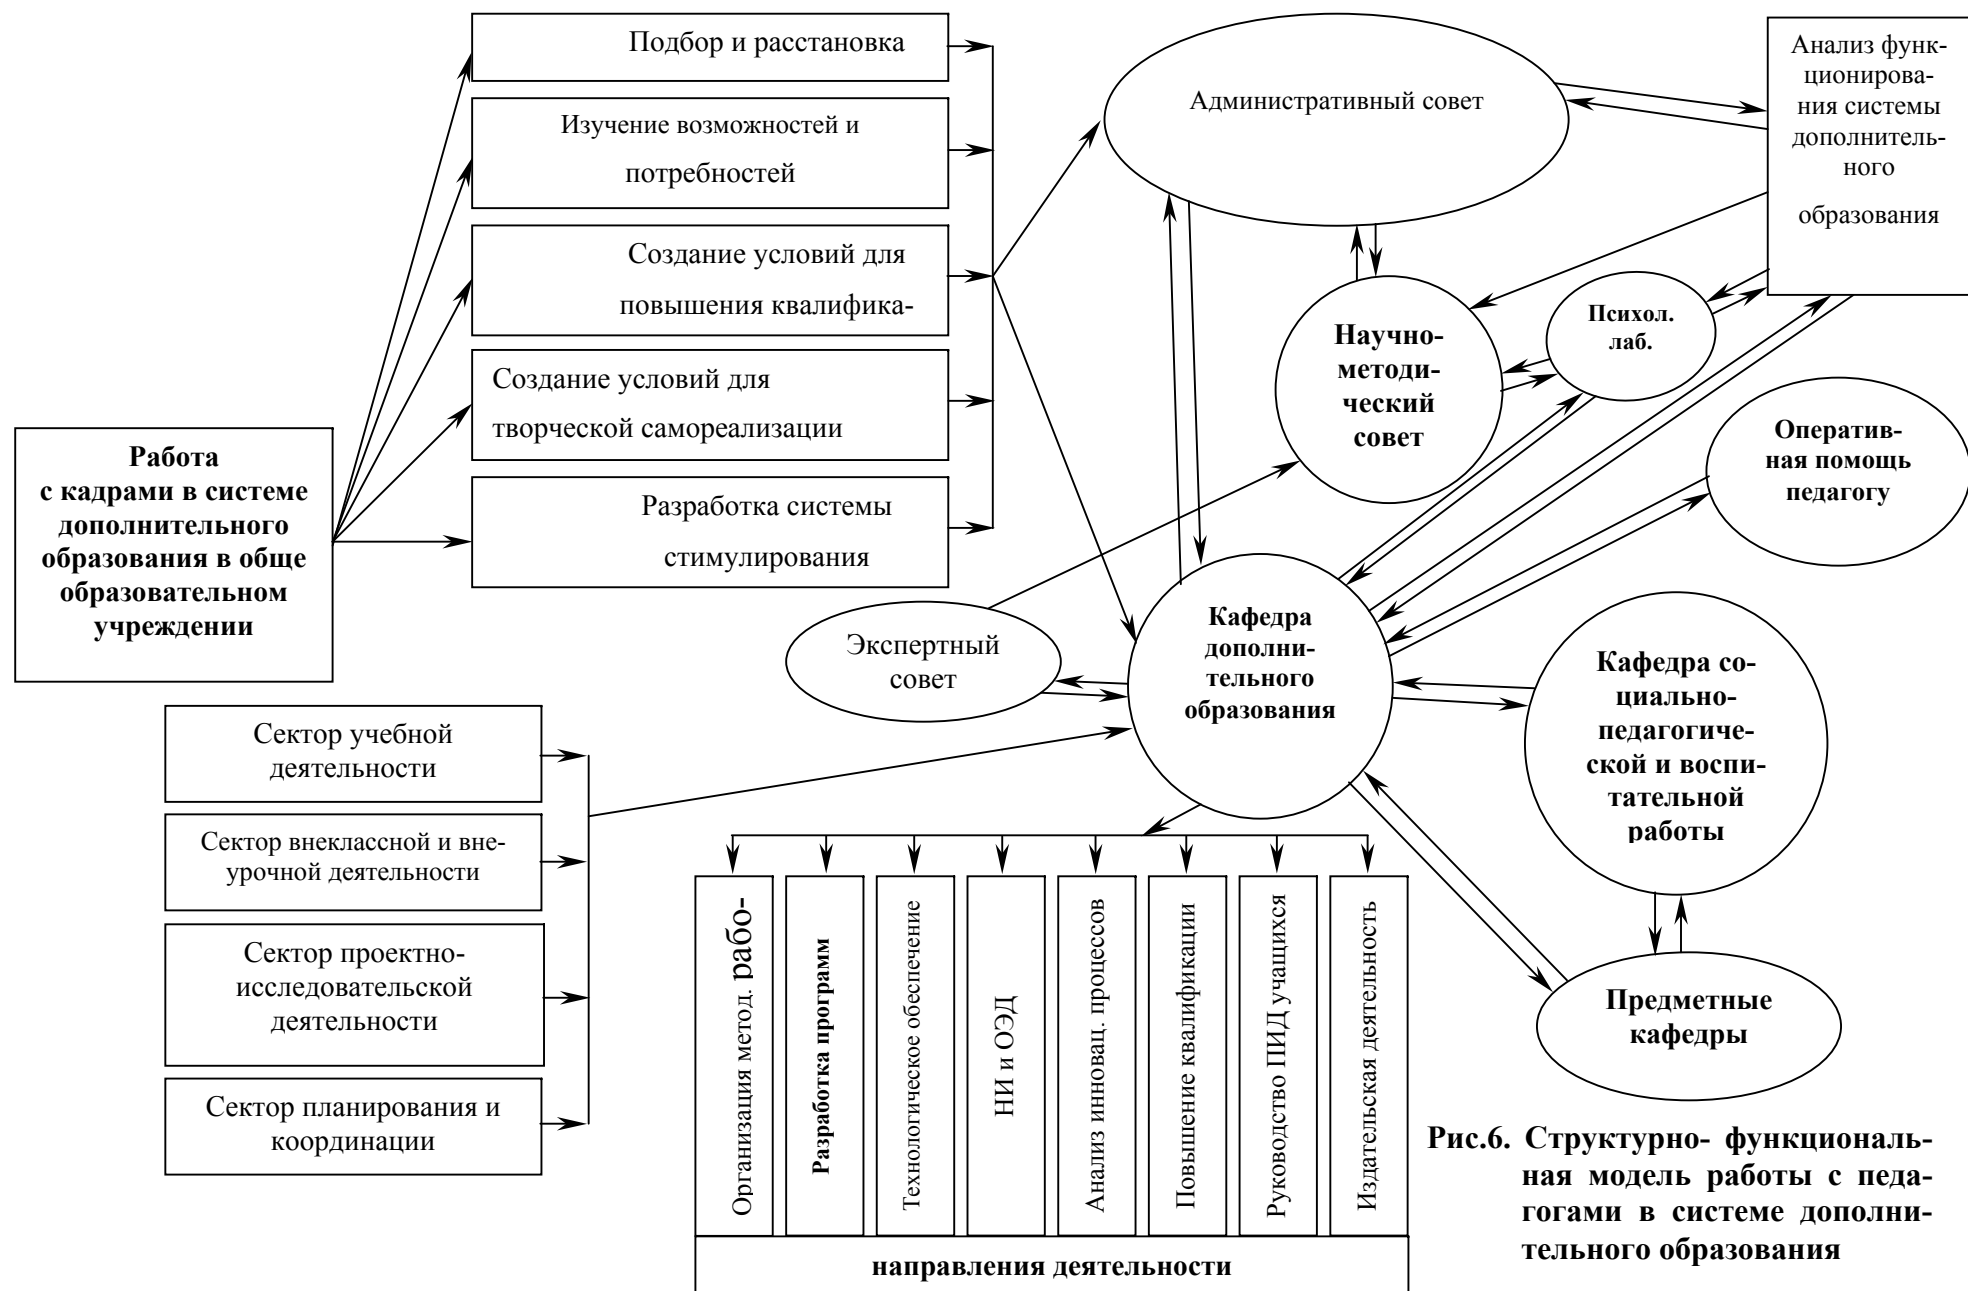 Подбор и расстановка
Изучение возможностей и
потребностей
Создание условий для
повышения квалифика-
Создание условий для
творческой самореализации
Разработка системы
стимулирования
Работа
с кадрами в системе
дополнительного
образования в обще
образовательном
учреждении
Административный совет
Анализ функ-
ционирова-
ния системы
дополнитель-
ного
образования
Научно-
методи-
ческий
совет
Психол.
лаб.
Оператив-
ная помощь
педагогу
Экспертный
совет
Кафедра
дополни-
тельного
образования
Кафедра со-
циально-
педагогиче-
ской и воспи-
тательной
работы
Предметные
кафедры
Сектор учебной
деятельности
Сектор внеклассной и вне-
урочной деятельности
Сектор проектно-
исследовательской
деятельности
Сектор планирования и
координации
Организация метод. рабо-
Разработка программ
Технологическое обеспечение
НИ и ОЭД
Анализ инновац. процессов
Повышение квалификации
Руководство ПИД учащихся
Издательская деятельность
направления деятельности
Рис.6. Структурно- функциональ-
ная модель работы с педа-
гогами в системе дополни-
тельного образования